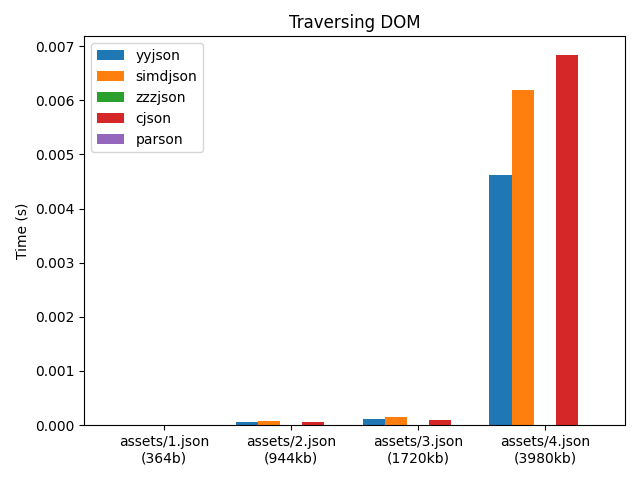 Traversing DOM
yyjson
simdjson
zzzjson
cjson
parson
Time (s)
0.007
0.006
0.005
0.004
0.003
0.002
0.001
0.000
assets/1.json
(364b)
assets/2.json
(944kb)
assets/3.json
(1720kb)
assets/4.json
(3980kb)